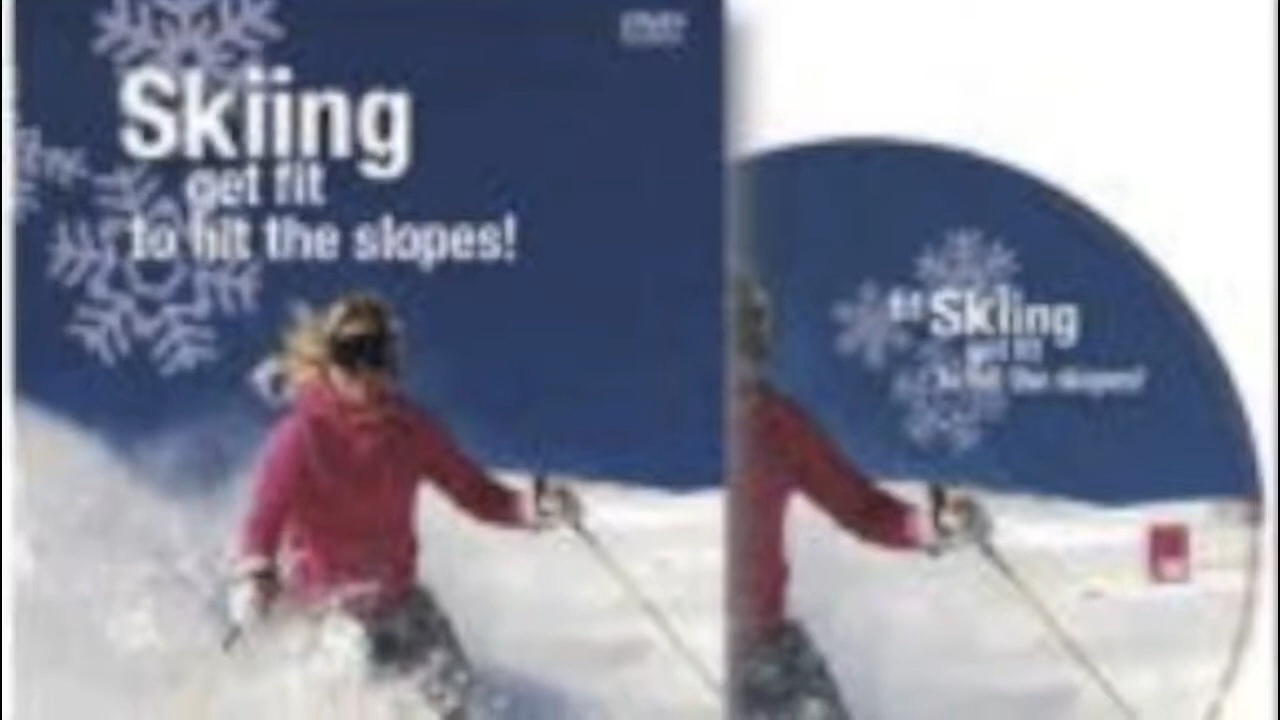 DVD
Skiing
get fit
to hit the slopes!
Skiing
get fit
to hit the slopes!